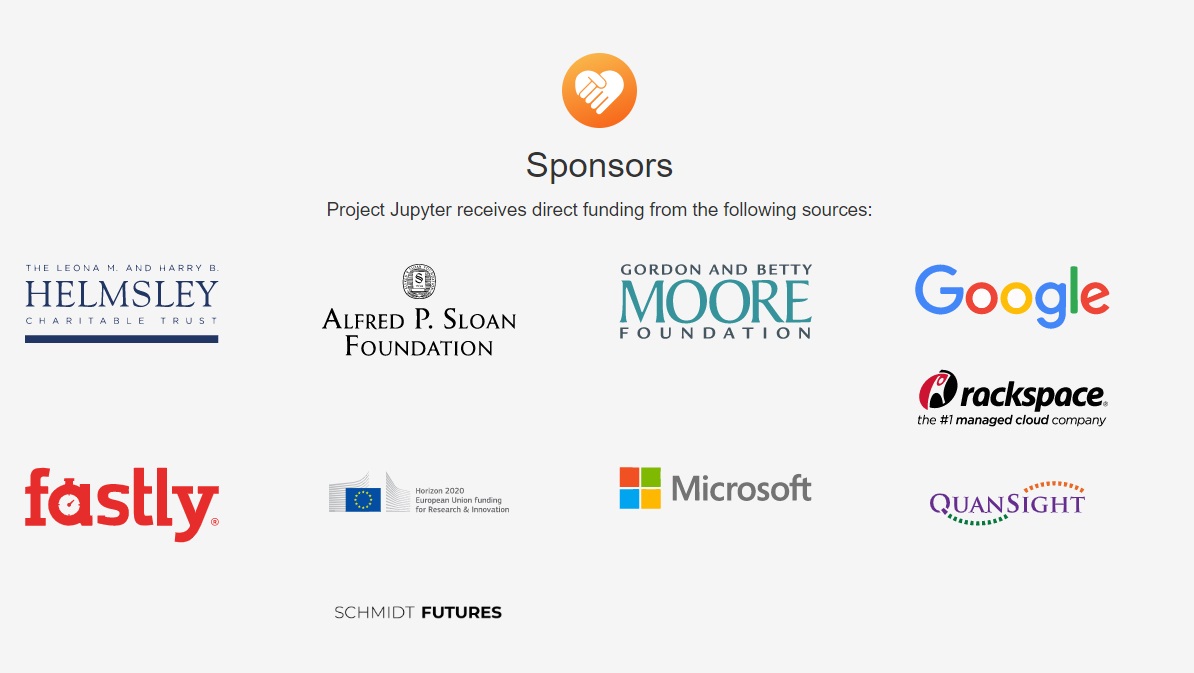 Sponsors
Project Jupyter receives direct funding from the following sources:
THE LEONA M. AND HARRY B.
HELMSLEY
CHARITABLE TRUST
ALFRED P. SLOAN
FOUNDATION
GORDON AND BETTY
MOORE
FOUNDATION
Google
rackspace®
the #1 managed cloud company
fastly®
Horizon 2020
European Union funding
for Research & Innovation
Microsoft
QUANSIGHT
SCHMIDT FUTURES